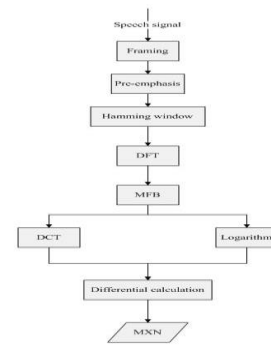 Speech signal
Framing
Pre-emphasis
Hamming window
DFT
MFB
DCT
Logarithm
Differential calculation
MXN